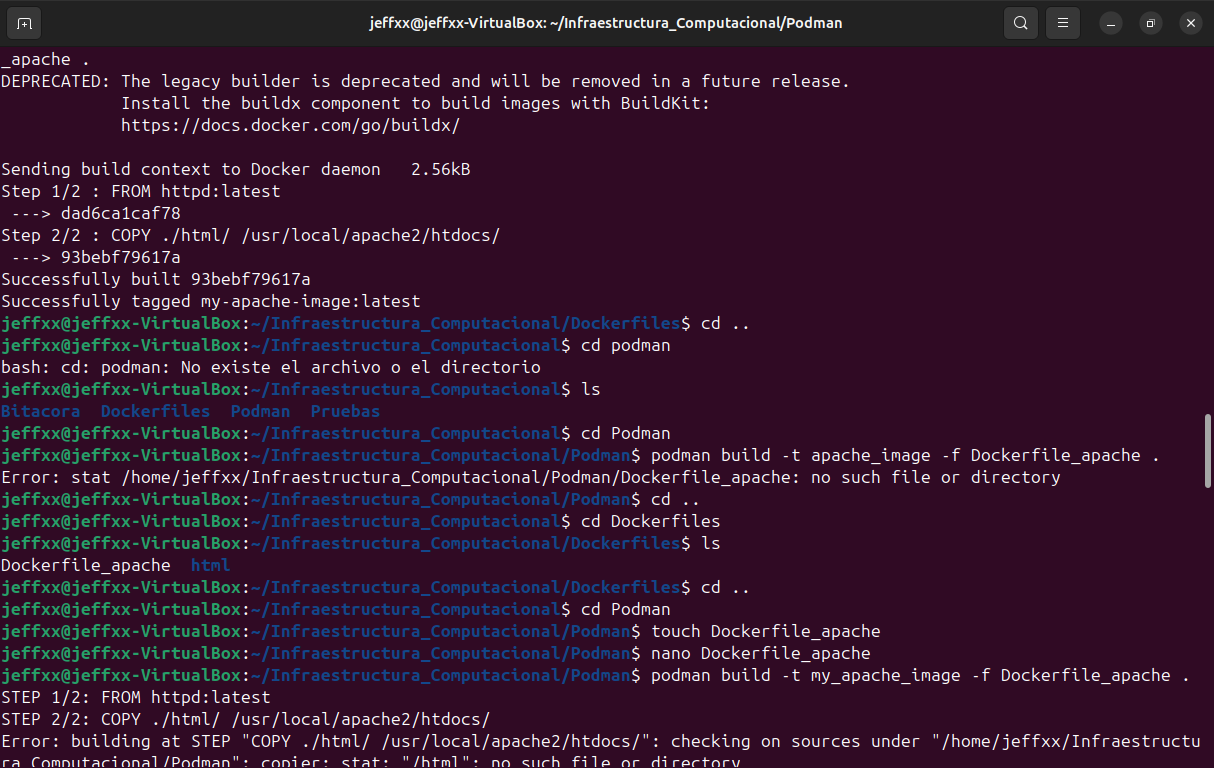 jeffxx@jeffxx-VirtualBox: ~/Infraestructura_Computacional/Podman
_apache .
DEPRECATED: The legacy builder is deprecated and will be removed in a future release.
            Install the buildx component to build images with BuildKit:
            https://docs.docker.com/go/buildx/

Sending build context to Docker daemon   2.56kB
Step 1/2 : FROM httpd:latest
 ---> dad6ca1caf78
Step 2/2 : COPY ./html/ /usr/local/apache2/htdocs/
 ---> 93bebf79617a
Successfully built 93bebf79617a
Successfully tagged my-apache-image:latest
jeffxx@jeffxx-VirtualBox:~/Infraestructura_Computacional/Dockerfiles$ cd ..
jeffxx@jeffxx-VirtualBox:~/Infraestructura_Computacional$ cd podman
bash: cd: podman: No existe el archivo o el directorio
jeffxx@jeffxx-VirtualBox:~/Infraestructura_Computacional$ ls
Bitacora  Dockerfiles  Podman  Pruebas
jeffxx@jeffxx-VirtualBox:~/Infraestructura_Computacional$ cd Podman
jeffxx@jeffxx-VirtualBox:~/Infraestructura_Computacional/Podman$ podman build -t apache_image -f Dockerfile_apache .
Error: stat /home/jeffxx/Infraestructura_Computacional/Podman/Dockerfile_apache: no such file or directory
jeffxx@jeffxx-VirtualBox:~/Infraestructura_Computacional/Podman$ cd ..
jeffxx@jeffxx-VirtualBox:~/Infraestructura_Computacional$ cd Dockerfiles
jeffxx@jeffxx-VirtualBox:~/Infraestructura_Computacional/Dockerfiles$ ls
Dockerfile_apache  html
jeffxx@jeffxx-VirtualBox:~/Infraestructura_Computacional/Dockerfiles$ cd ..
jeffxx@jeffxx-VirtualBox:~/Infraestructura_Computacional$ cd Podman
jeffxx@jeffxx-VirtualBox:~/Infraestructura_Computacional/Podman$ touch Dockerfile_apache
jeffxx@jeffxx-VirtualBox:~/Infraestructura_Computacional/Podman$ nano Dockerfile_apache
jeffxx@jeffxx-VirtualBox:~/Infraestructura_Computacional/Podman$ podman build -t my_apache_image -f Dockerfile_apache .
STEP 1/2: FROM httpd:latest
STEP 2/2: COPY ./html/ /usr/local/apache2/htdocs/
Error: building at STEP "COPY ./html/ /usr/local/apache2/htdocs/": checking on sources under "/home/jeffxx/Infraestructu
ra_Computacional/Podman": copier: stat: "/html": no such file or directory